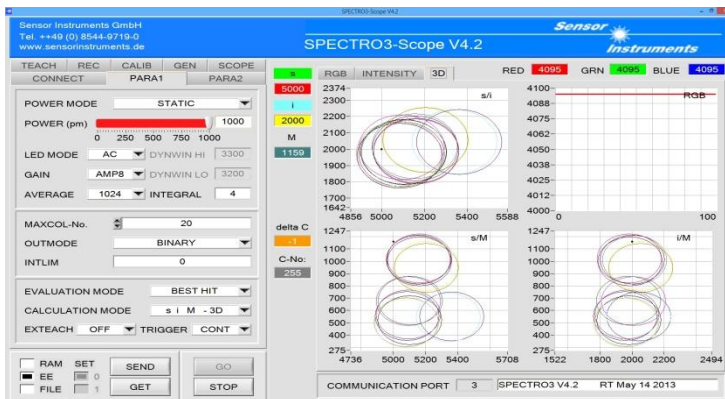 SPECTRO3-Scope V4.2
Sensor Instruments GmbH
Tel. ++49 (0) 8544-9719-0
www.sensorinstruments.de
SPECTRO3-Scope V4.2
Sensor
Instruments
TEACH REC CALIB GEN SCOPE
CONNECT PARA1 PARA2
POWER MODE STATIC
POWER (pm) 1000
0 250 500 750 1000
LED MODE AC DYNWIN HI 3300
GAIN AMP8 DYNWIN LO 3200
AVERAGE 1024 INTEGRAL 4
MAXCOL-No. 20
OUTMODE BINARY
INTLIM 0
EVALUATION MODE BEST HIT
CALCULATION MODE s i M - 3D
EXTEACH OFF TRIGGER CONT
RAM SET
EE 0
FILE 1
SEND GO
GET STOP
s
5000
i
2000
M
1159
delta C
-1
C-No:
255
RGB INTENSITY 3D
RED 4095 GRN 4095 BLUE 4095
s/i
2374
2300
2200
2100
2000
1900
1800
1700
1642
4856 5000 5200 5400 5588
RGB
4100
4088
4075
4062
4050
4038
4025
4012
4000
0 100
s/M
1247
1100
1000
900
800
700
600
500
400
275
4736 5000 5200 5400 5708
i/M
1247
1100
1000
900
800
700
600
500
400
275
1522 1800 2000 2200 2494
COMMUNICATION PORT 3 SPECTRO3 V4.2 RT May 14 2013